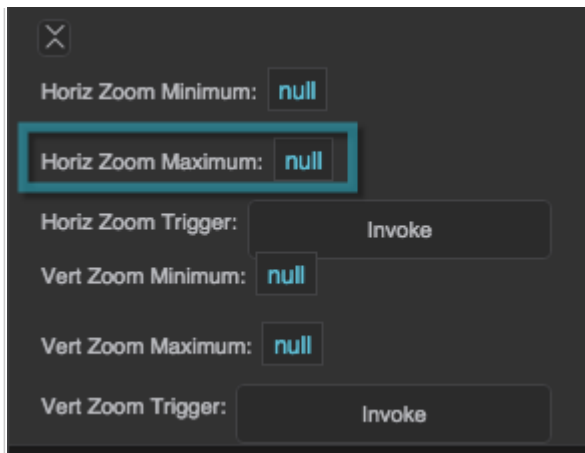 Horiz Zoom Minimum: null
Horiz Zoom Maximum: null
Horiz Zoom Trigger: Invoke
Vert Zoom Minimum: null
Vert Zoom Maximum: null
Vert Zoom Trigger: Invoke